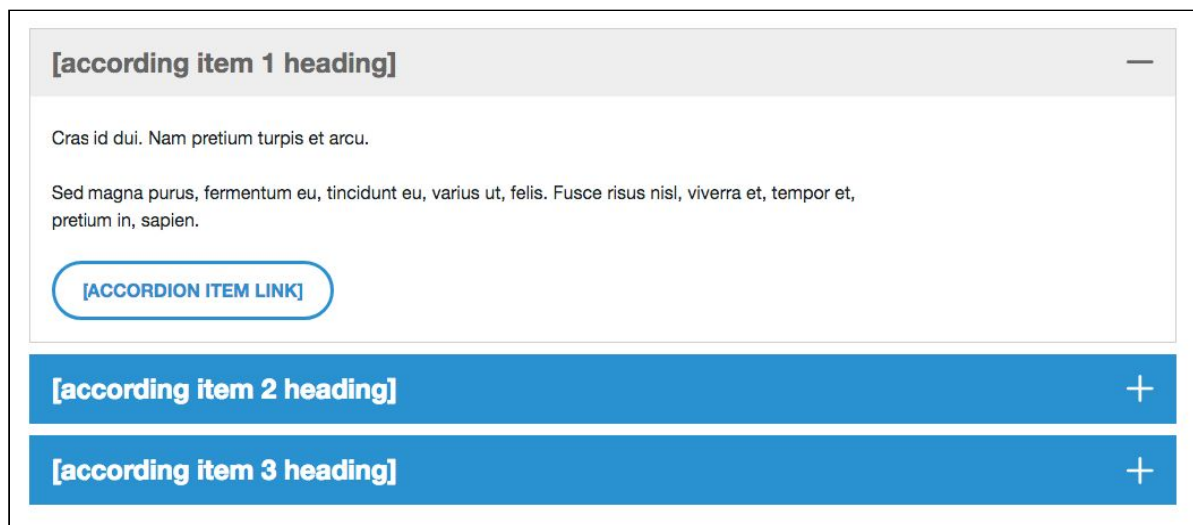 [according item 1 heading]
Cras id dui. Nam pretium turpis et arcu.
Sed magna purus, fermentum eu, tincidunt eu, varius ut, felis. Fusce risus nisl, viverra et, tempor et,
pretium in, sapien.
[ACCORDION ITEM LINK]
[according item 2 heading]
[according item 3 heading]